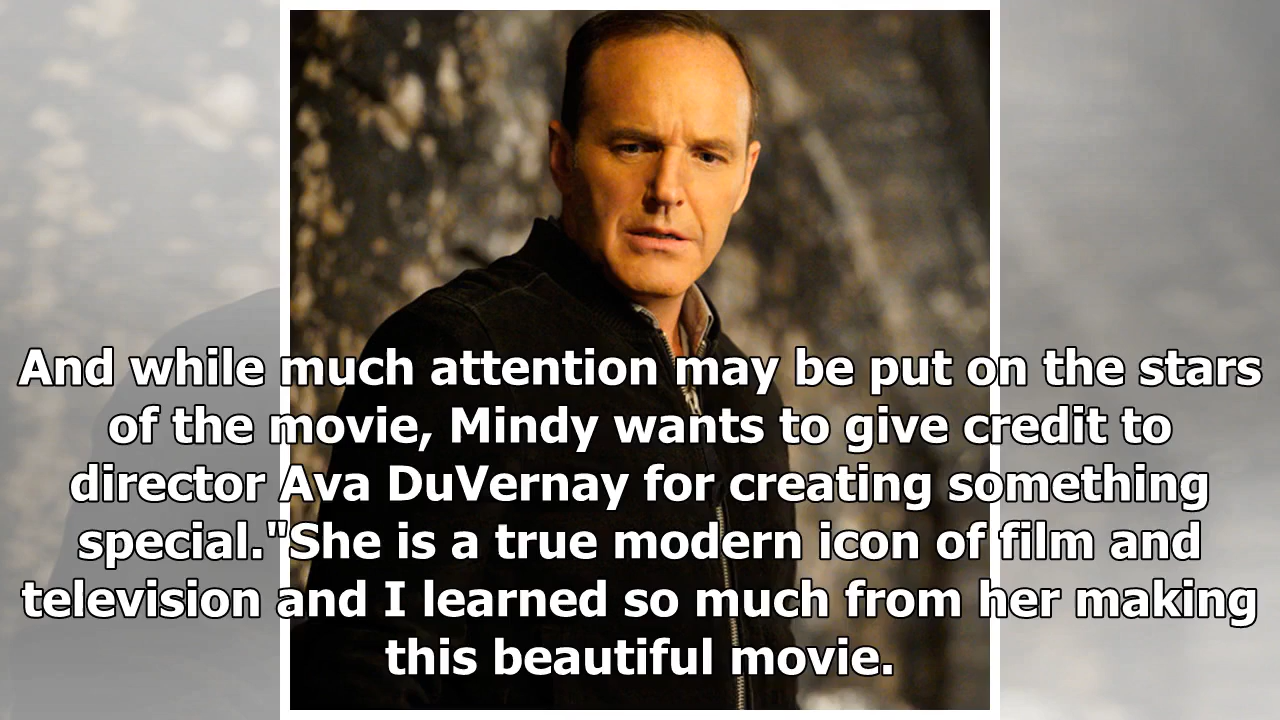 And while much attention may be put on the stars
of the movie, Mindy wants to give credit to
director Ava DuVernay for creating something
special."She is a true modern icon of film and
television and I learned so much from her making
this beautiful movie.